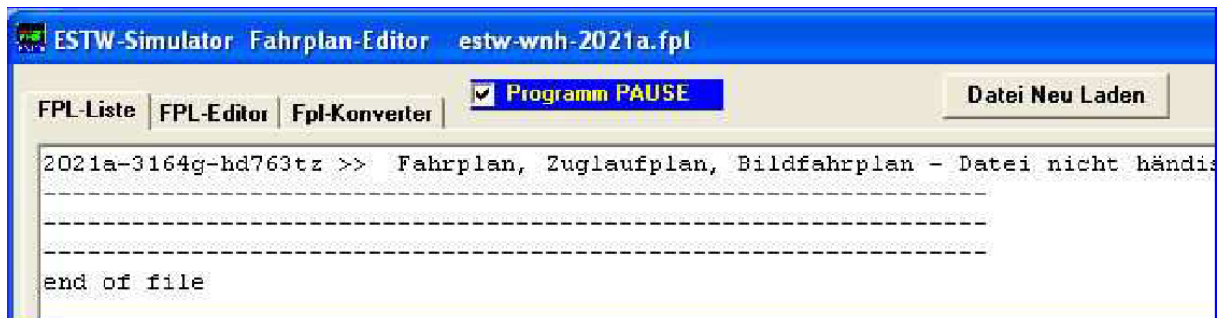 ESTW-Simulator Fahrplan-Editor estw-wnh-2021a.fpl
Programm PAUSE
Datei Neu Laden
FPL-Liste FPL-Editor Fpl-Konverter
2021a-3164g-hd763tz >> Fahrplan, Zuglaufplan, Bildfahrplan - Datei nicht händis
----------------------------------------------------------------
----------------------------------------------------------------
----------------------------------------------------------------
end of file